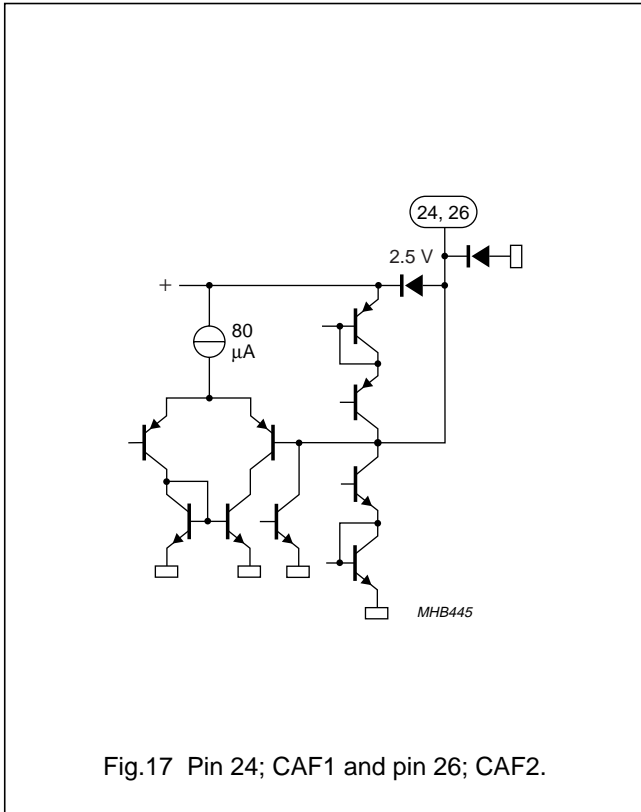 24, 26
2.5 V
+
80
μA
MHB445
Fig.17 Pin 24; CAF1 and pin 26; CAF2.